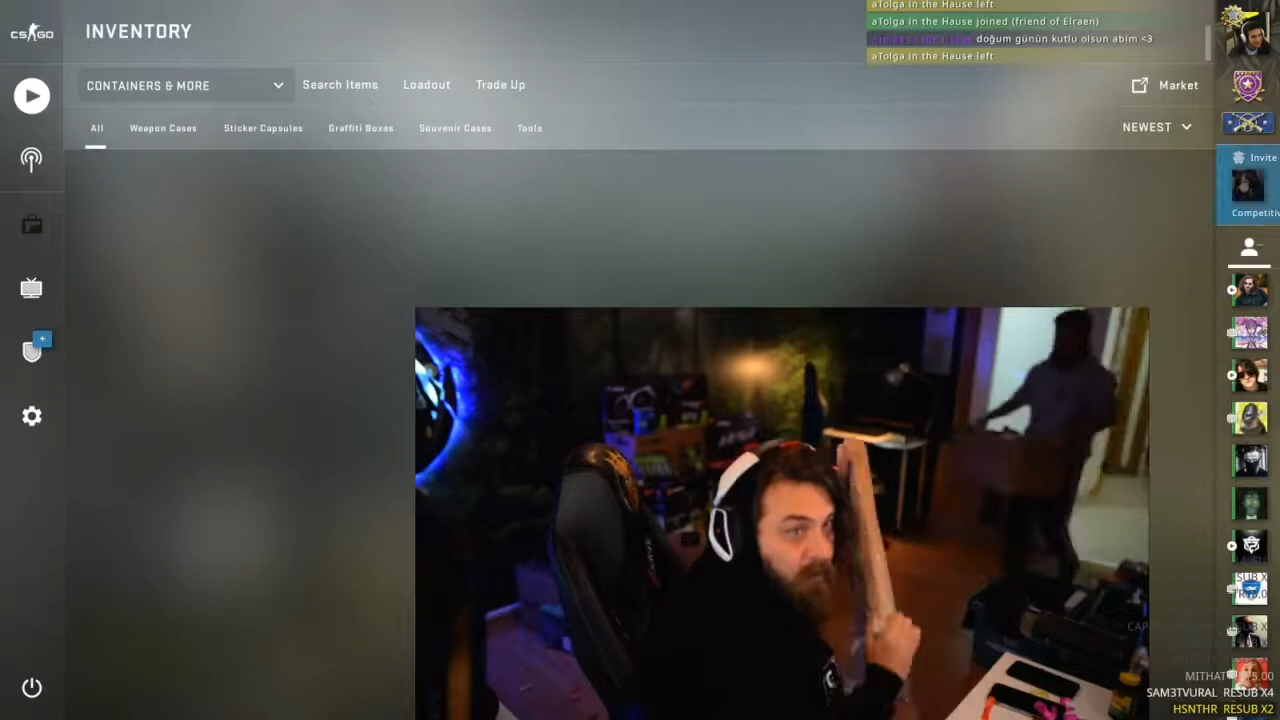 aTolga in the Hause left
aTolga in the Hause joined (friend of Elraen)
doğum günün kutlu olsun abim <3
aTolga in the Hause left
CS:GO
INVENTORY
CONTAINERS & MORE
Search Items
Loadout
Trade Up
Market
All
Weapon Cases
Sticker Capsules
Graffiti Boxes
Souvenir Cases
Tools
NEWEST
Invite
Competitiv
SAM3TVURAL RESUB X4
HSNTHR RESUB X2